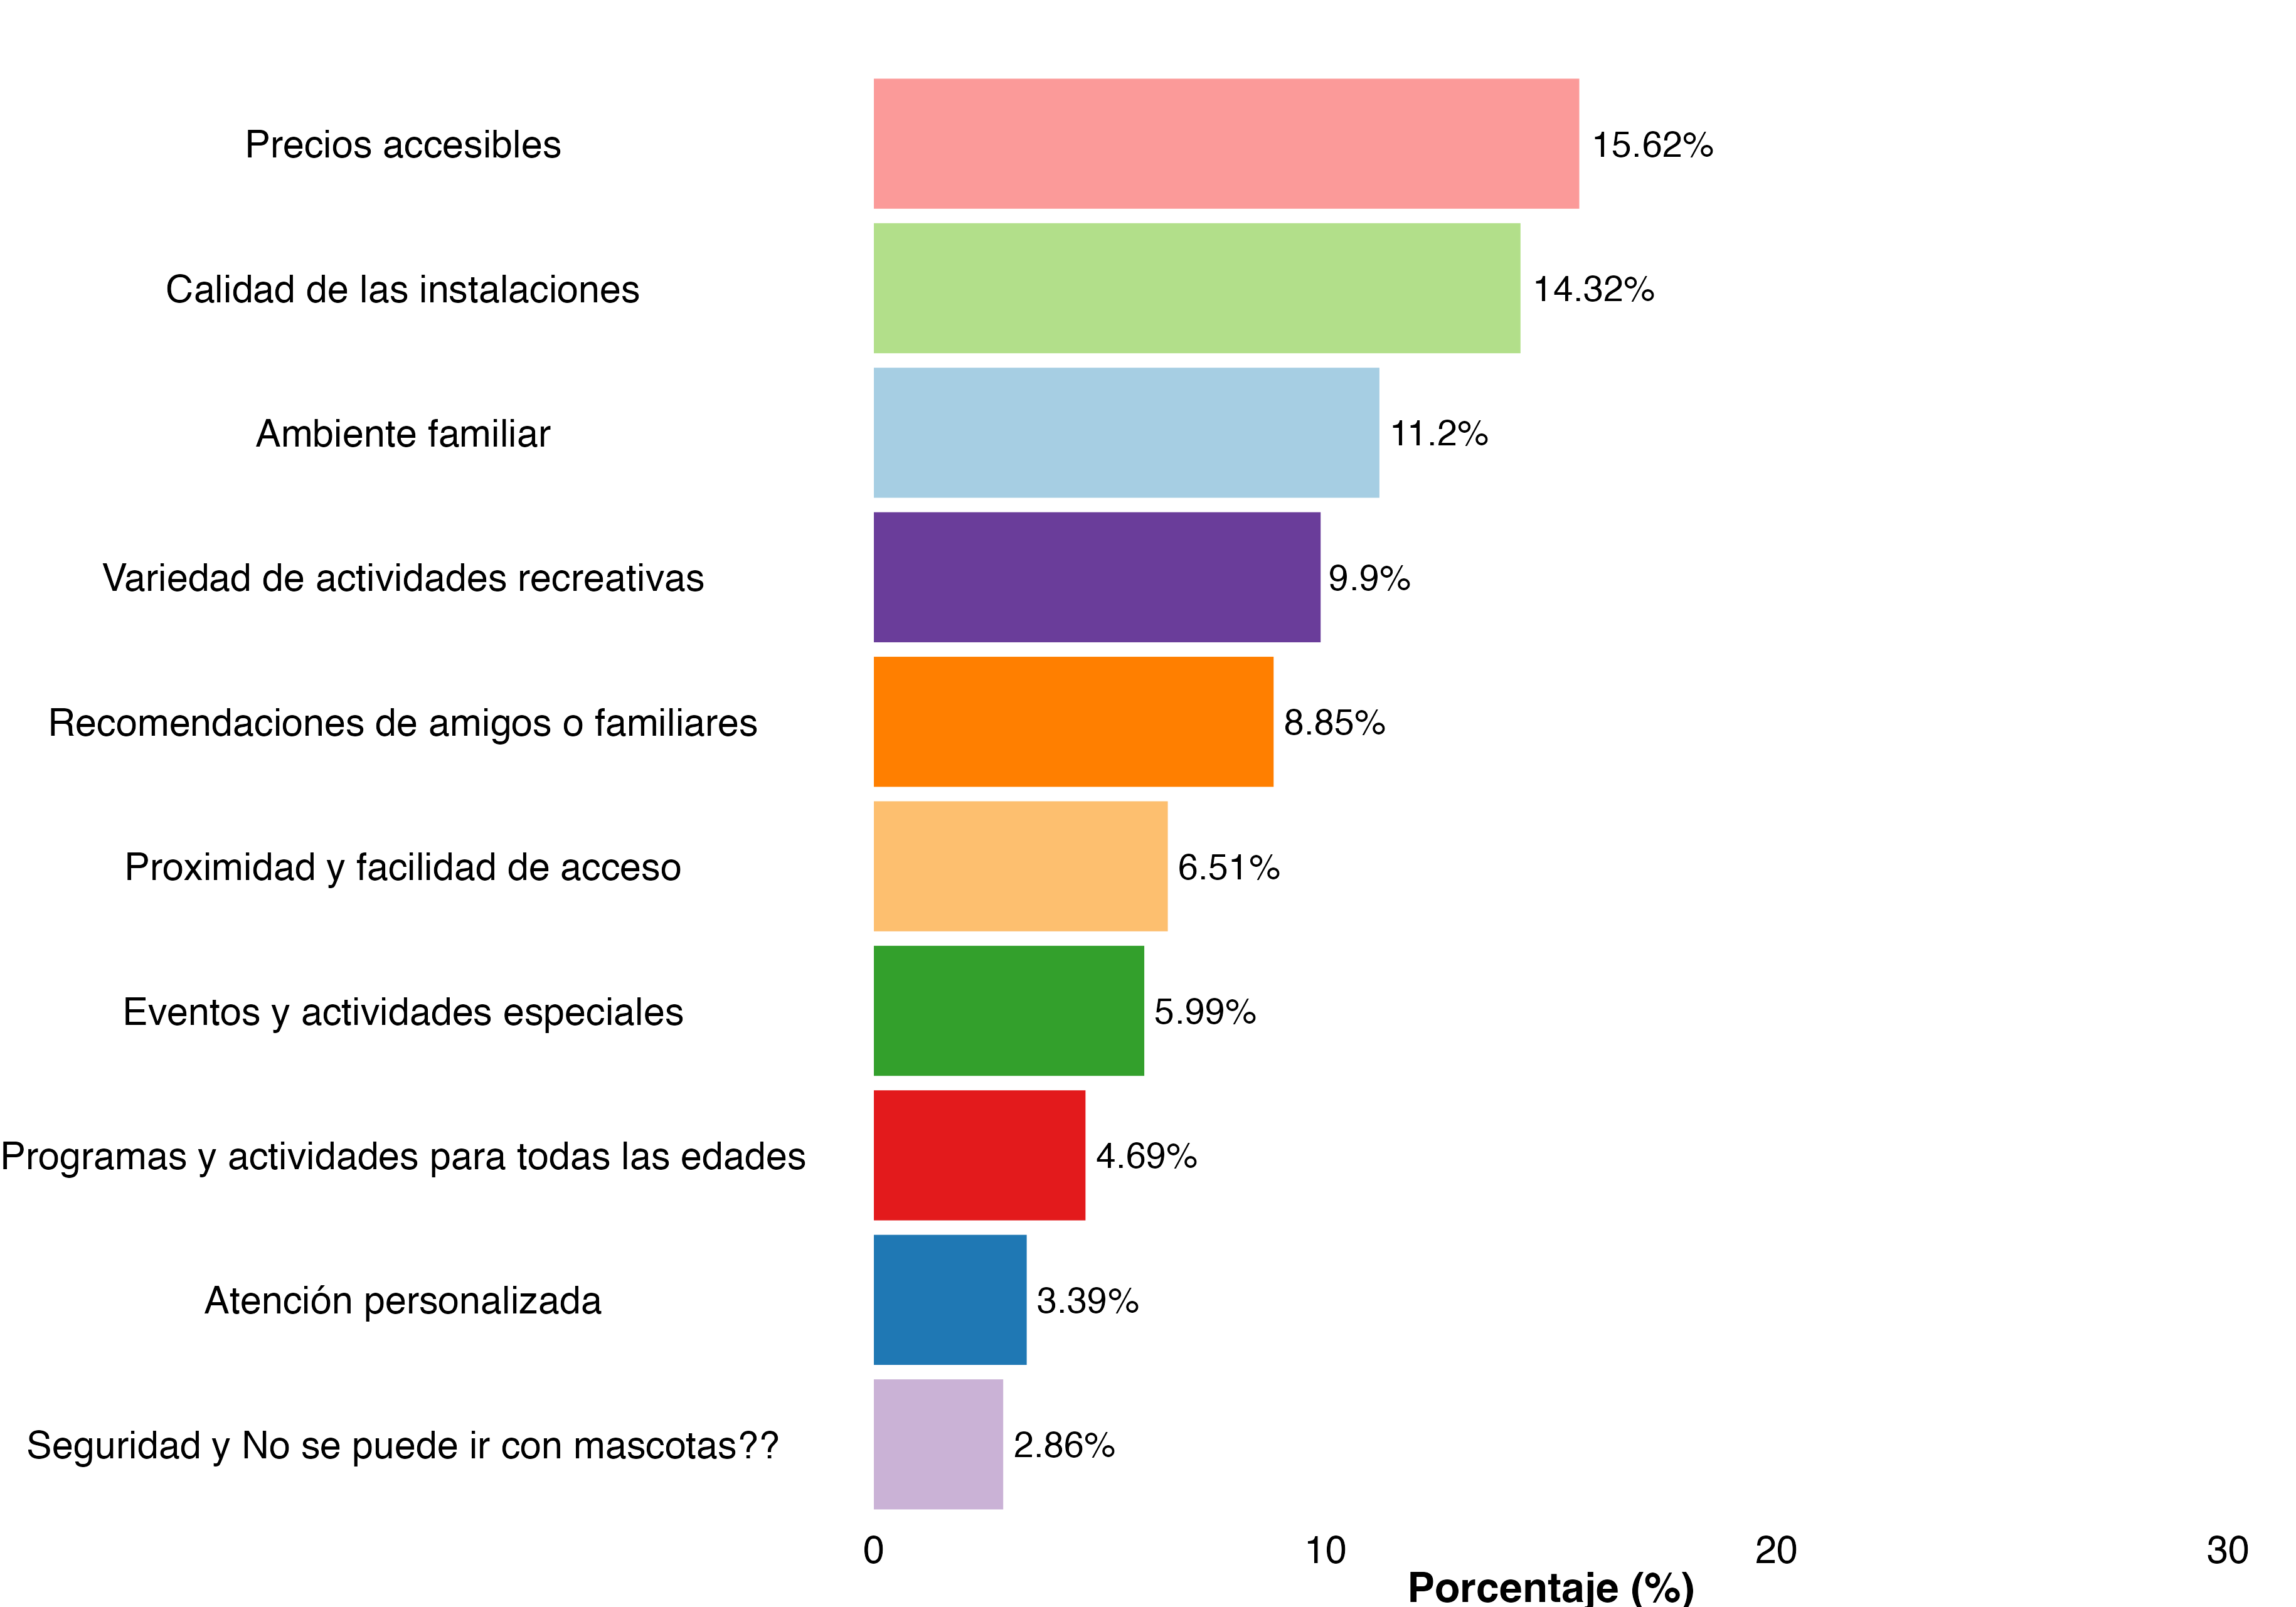 Precios accesibles 15.62%
Calidad de las instalaciones 14.32%
Ambiente familiar 11.2%
Variedad de actividades recreativas 9.9%
Recomendaciones de amigos o familiares 8.85%
Proximidad y facilidad de acceso 6.51%
Eventos y actividades especiales 5.99%
Programas y actividades para todas las edades 4.69%
Atención personalizada 3.39%
Seguridad y No se puede ir con mascotas?? 2.86%
0 10 20 30
Porcentaje (%)